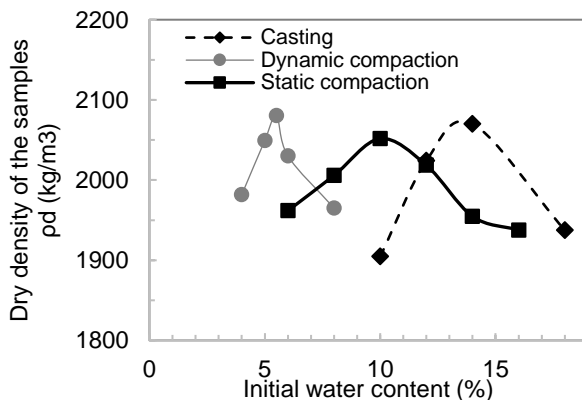 2200
2100
2000
1900
1800
Dry density of the samples
ρd (kg/m3)
Casting
Dynamic compaction
Static compaction
0
5
10
15
Initial water content (%)